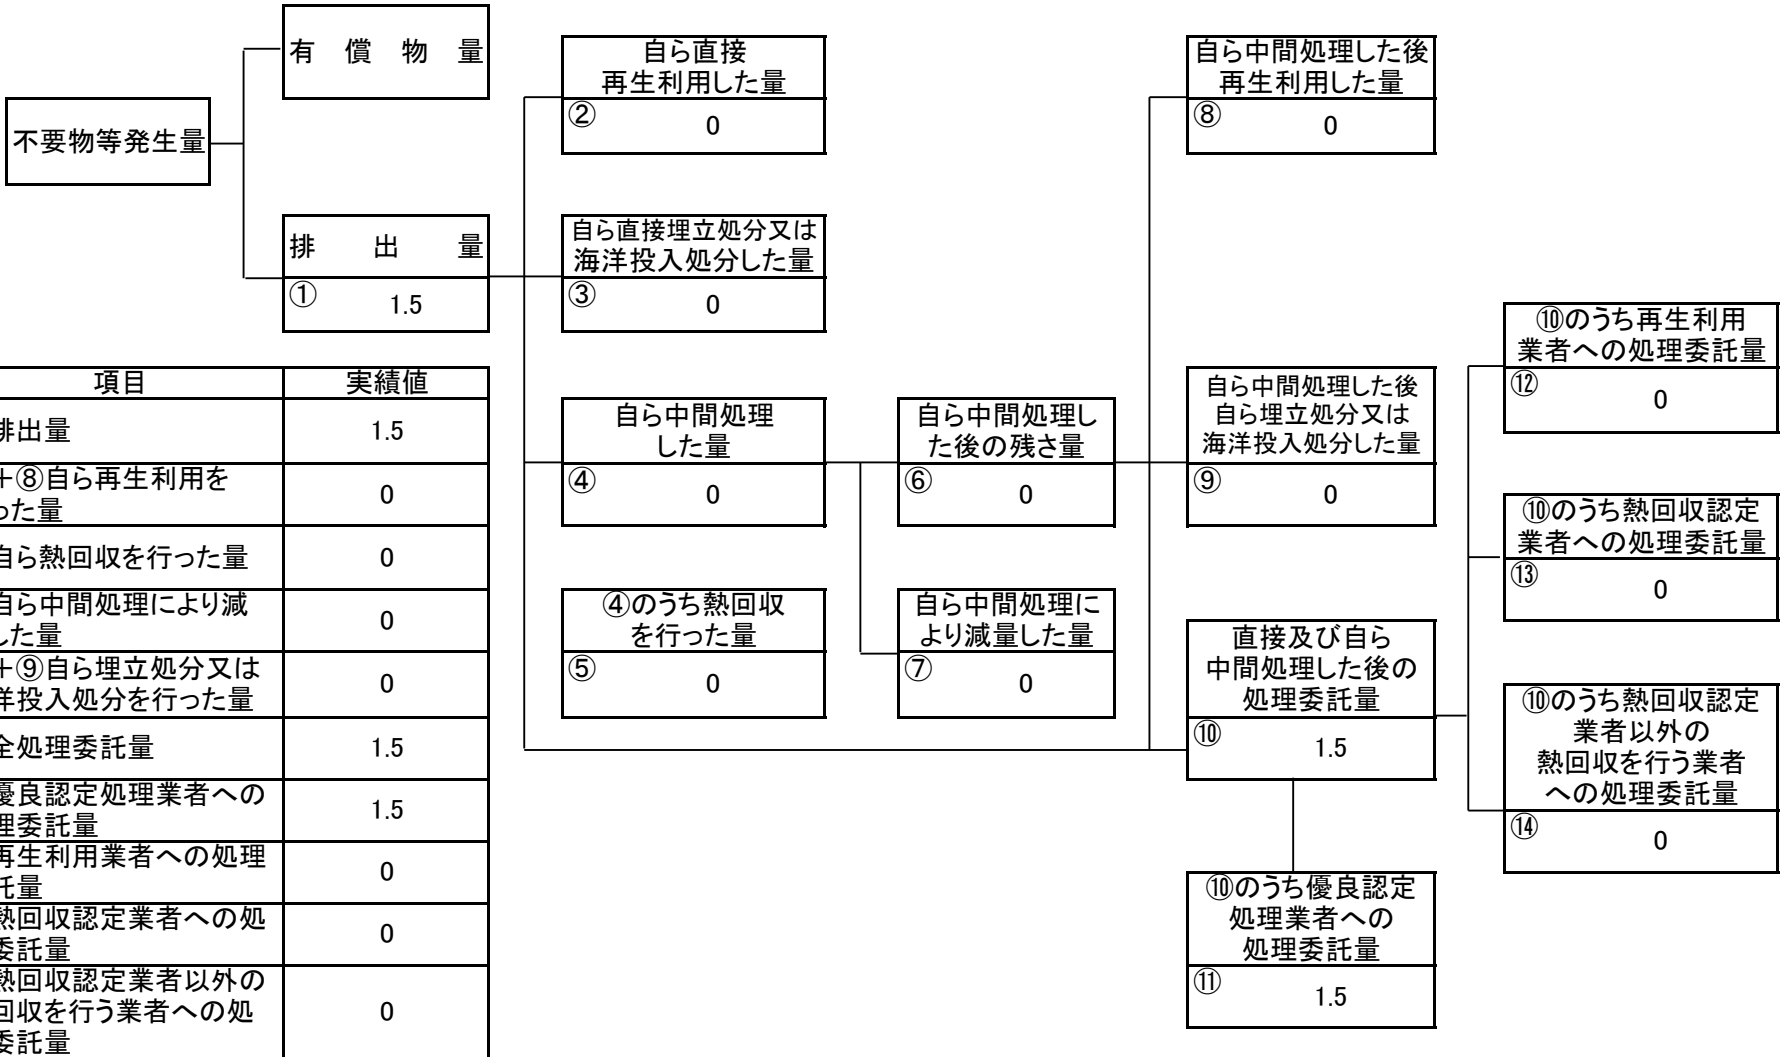 有償物量
不要物等発生量
排出量
① 1.5
自ら直接
再生利用した量
② 0
自ら直接埋立処分又は
海洋投入処分した量
③ 0
自ら中間処理
した量
④ 0
④のうち熱回収
を行った量
⑤ 0
自ら中間処理し
た後の残さ量
⑥ 0
自ら中間処理に
より減量した量
⑦ 0
自ら中間処理した後
再生利用した量
⑧ 0
自ら中間処理した後
自ら埋立処分又は
海洋投入処分した量
⑨ 0
直接及び自ら
中間処理した後の
処理委託量
⑩ 1.5
⑩のうち優良認定
処理業者への
処理委託量
⑪ 1.5
⑩のうち再生利用
業者への処理委託量
⑫ 0
⑩のうち熱回収認定
業者への処理委託量
⑬ 0
⑩のうち熱回収認定
業者以外の
熱回収を行う業者
への処理委託量
⑭ 0
項目 実績値
排出量 1.5
+⑧自ら再生利用を
った量 0
自ら熱回収を行った量 0
自ら中間処理により減
した量 0
+⑨自ら埋立処分又は
洋投入処分を行った量 0
全処理委託量 1.5
優良認定処理業者への
理委託量 1.5
再生利用業者への処理
託量 0
熱回収認定業者への処
委託量 0
熱回収認定業者以外の
回収を行う業者への処
委託量 0